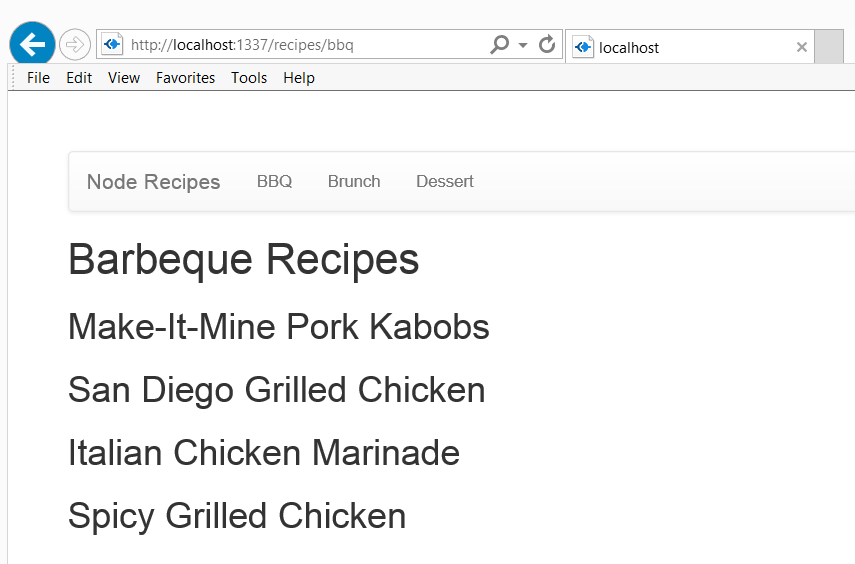 http://localhost:1337/recipes/bbq
localhost
File Edit View Favorites Tools Help
Node Recipes BBQ Brunch Dessert
Barbeque Recipes
Make-It-Mine Pork Kabobs
San Diego Grilled Chicken
Italian Chicken Marinade
Spicy Grilled Chicken